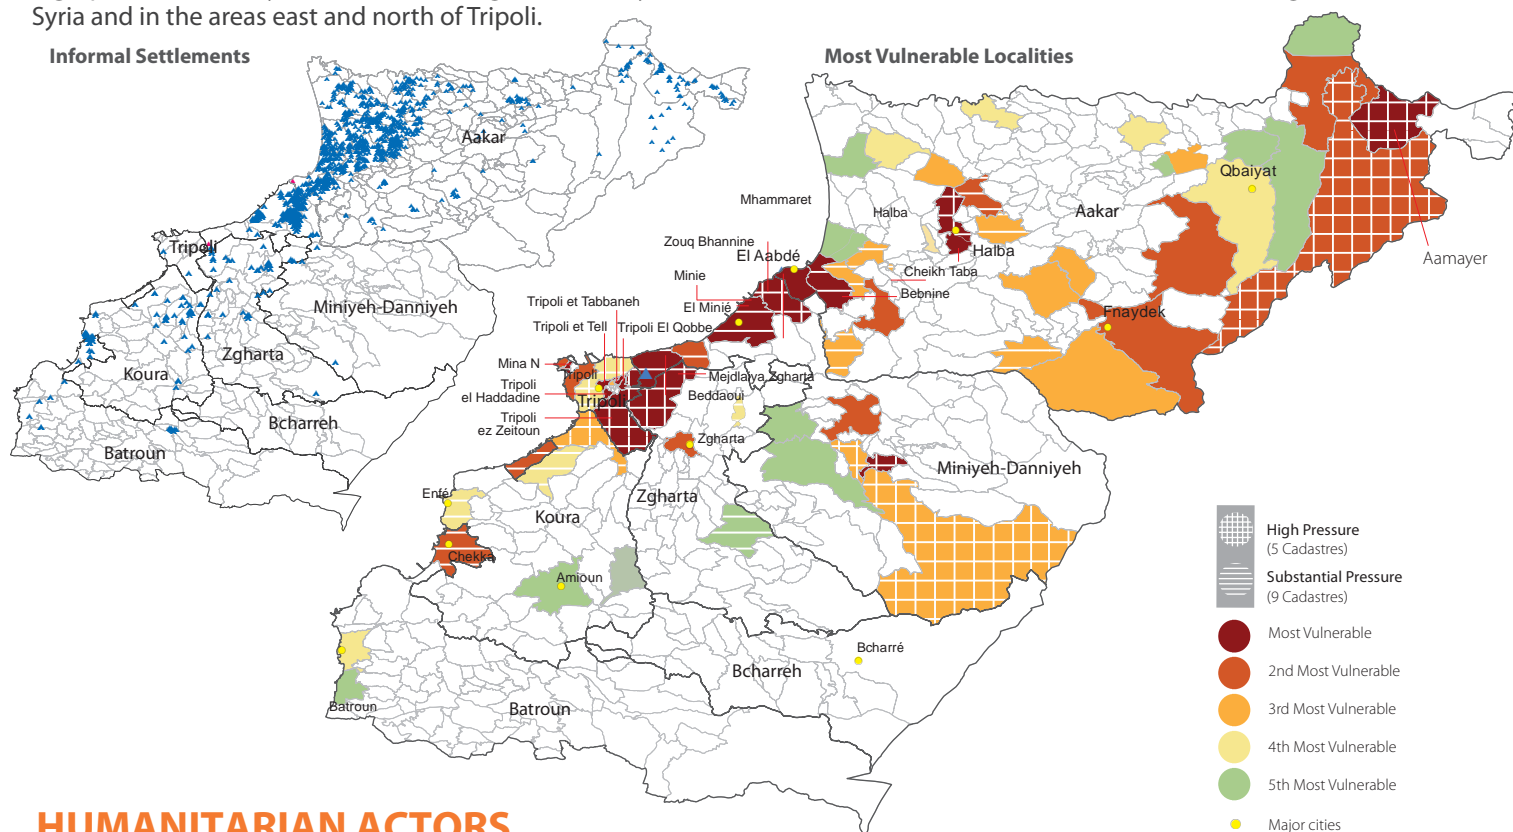 Syria and in the areas east and north of Tripoli.
Informal Settlements
Aakar
Tripoli
Miniyeh-Danniyeh
Zgharta
Koura
Bcharreh
Batroun
Most Vulnerable Localities
Qbaiyat
Mhammaret
Halba
Aakar
Zouq Bhannine
El Aabdé
Halba
Aamayer
Minie
Cheikh Taba
Bebnine
Tripoli et Tabbaneh
El Minié
Fnaydek
Tripoli et Tell
Tripoli El Qobbe
Mina N
Tripoli
Mejdlaiya Zgharta
Tripoli
el Haddadine
Beddaoui
Tripoli
Tripoli
ez Zeitoun
Zgharta
Miniyeh-Danniyeh
Enfé
Zgharta
Koura
Chekka
Amioun
Bcharré
Bcharreh
Batroun
Batroun
High Pressure
(5 Cadastres)
Substantial Pressure
(9 Cadastres)
Most Vulnerable
2nd Most Vulnerable
3rd Most Vulnerable
4th Most Vulnerable
5th Most Vulnerable
Major cities
HUMANITARIAN ACTORS